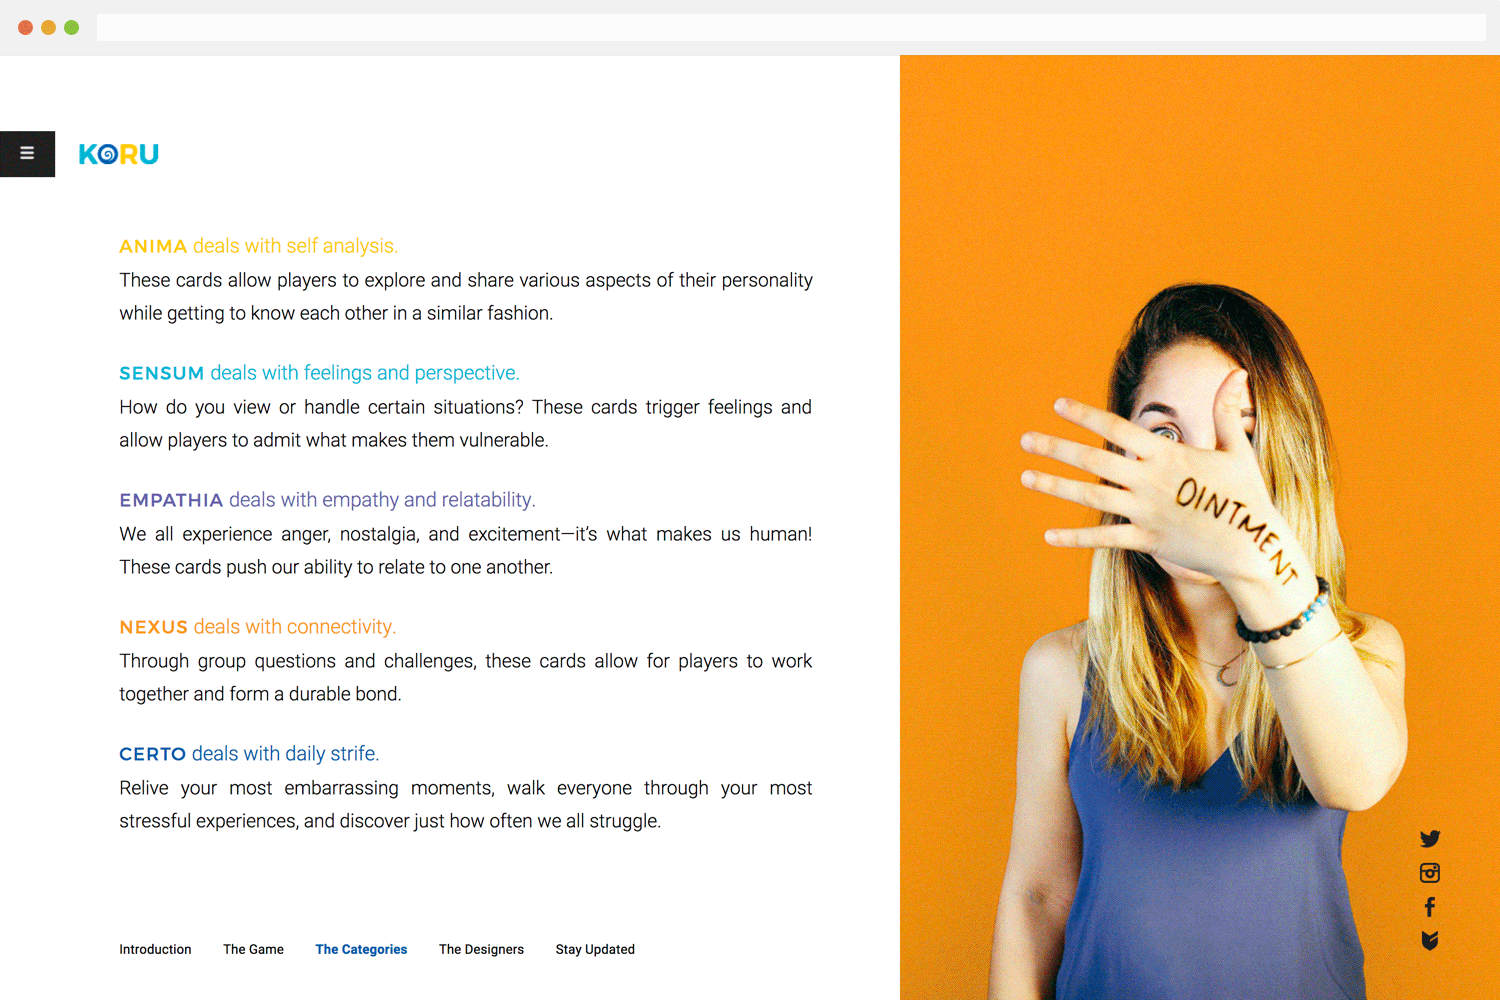 KORU
ANIMA deals with self analysis.
These cards allow players to explore and share various aspects of their personality
while getting to know each other in a similar fashion.
SENSUM deals with feelings and perspective.
How do you view or handle certain situations? These cards trigger feelings and
allow players to admit what makes them vulnerable.
EMPATHIA deals with empathy and relatability.
We all experience anger, nostalgia, and excitement—it’s what makes us human!
These cards push our ability to relate to one another.
NEXUS deals with connectivity.
Through group questions and challenges, these cards allow for players to work
together and form a durable bond.
CERTO deals with daily strife.
Relive your most embarrassing moments, walk everyone through your most
stressful experiences, and discover just how often we all struggle.
Introduction The Game The Categories The Designers Stay Updated
OINTMENT